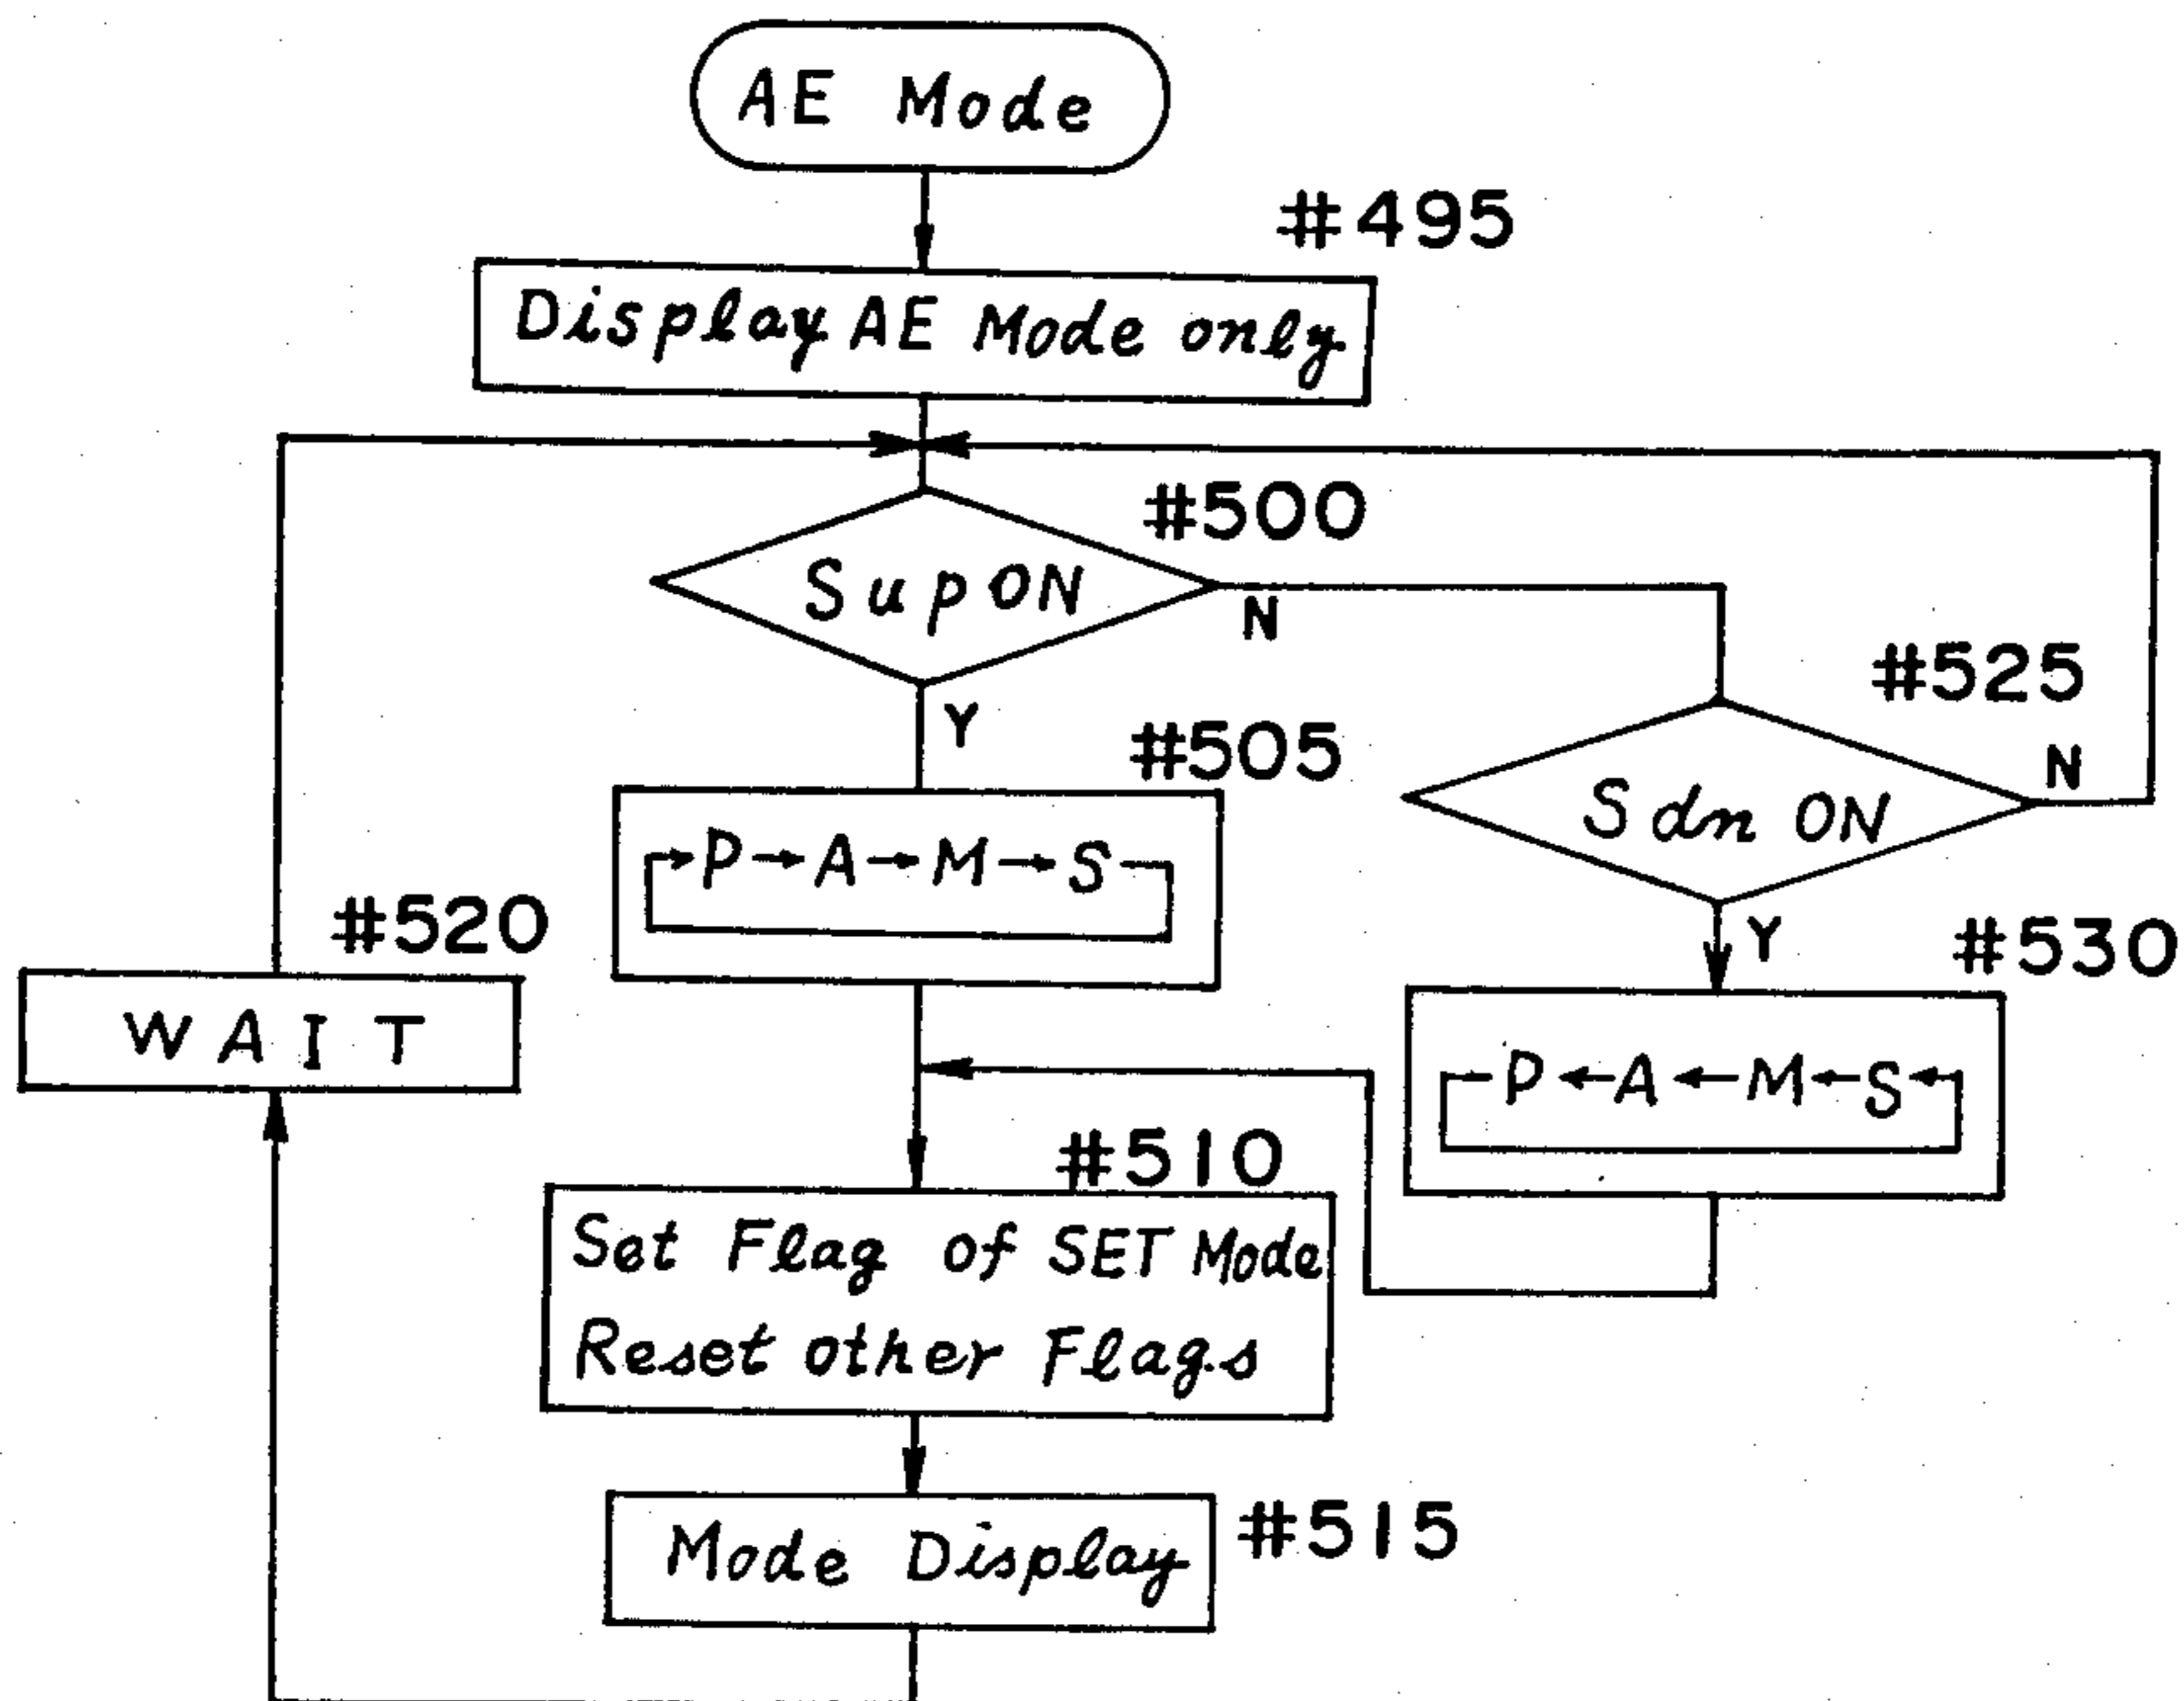 AE Mode
#495
Display AE Mode only
#500
Sup ON
N
#525
Y
#505
N
Sdn ON
P→A→M→S
#520
Y
#530
WAIT
P←A←M←S
#510
Set Flag of SET Mode
Reset other Flags
Mode Display
#515